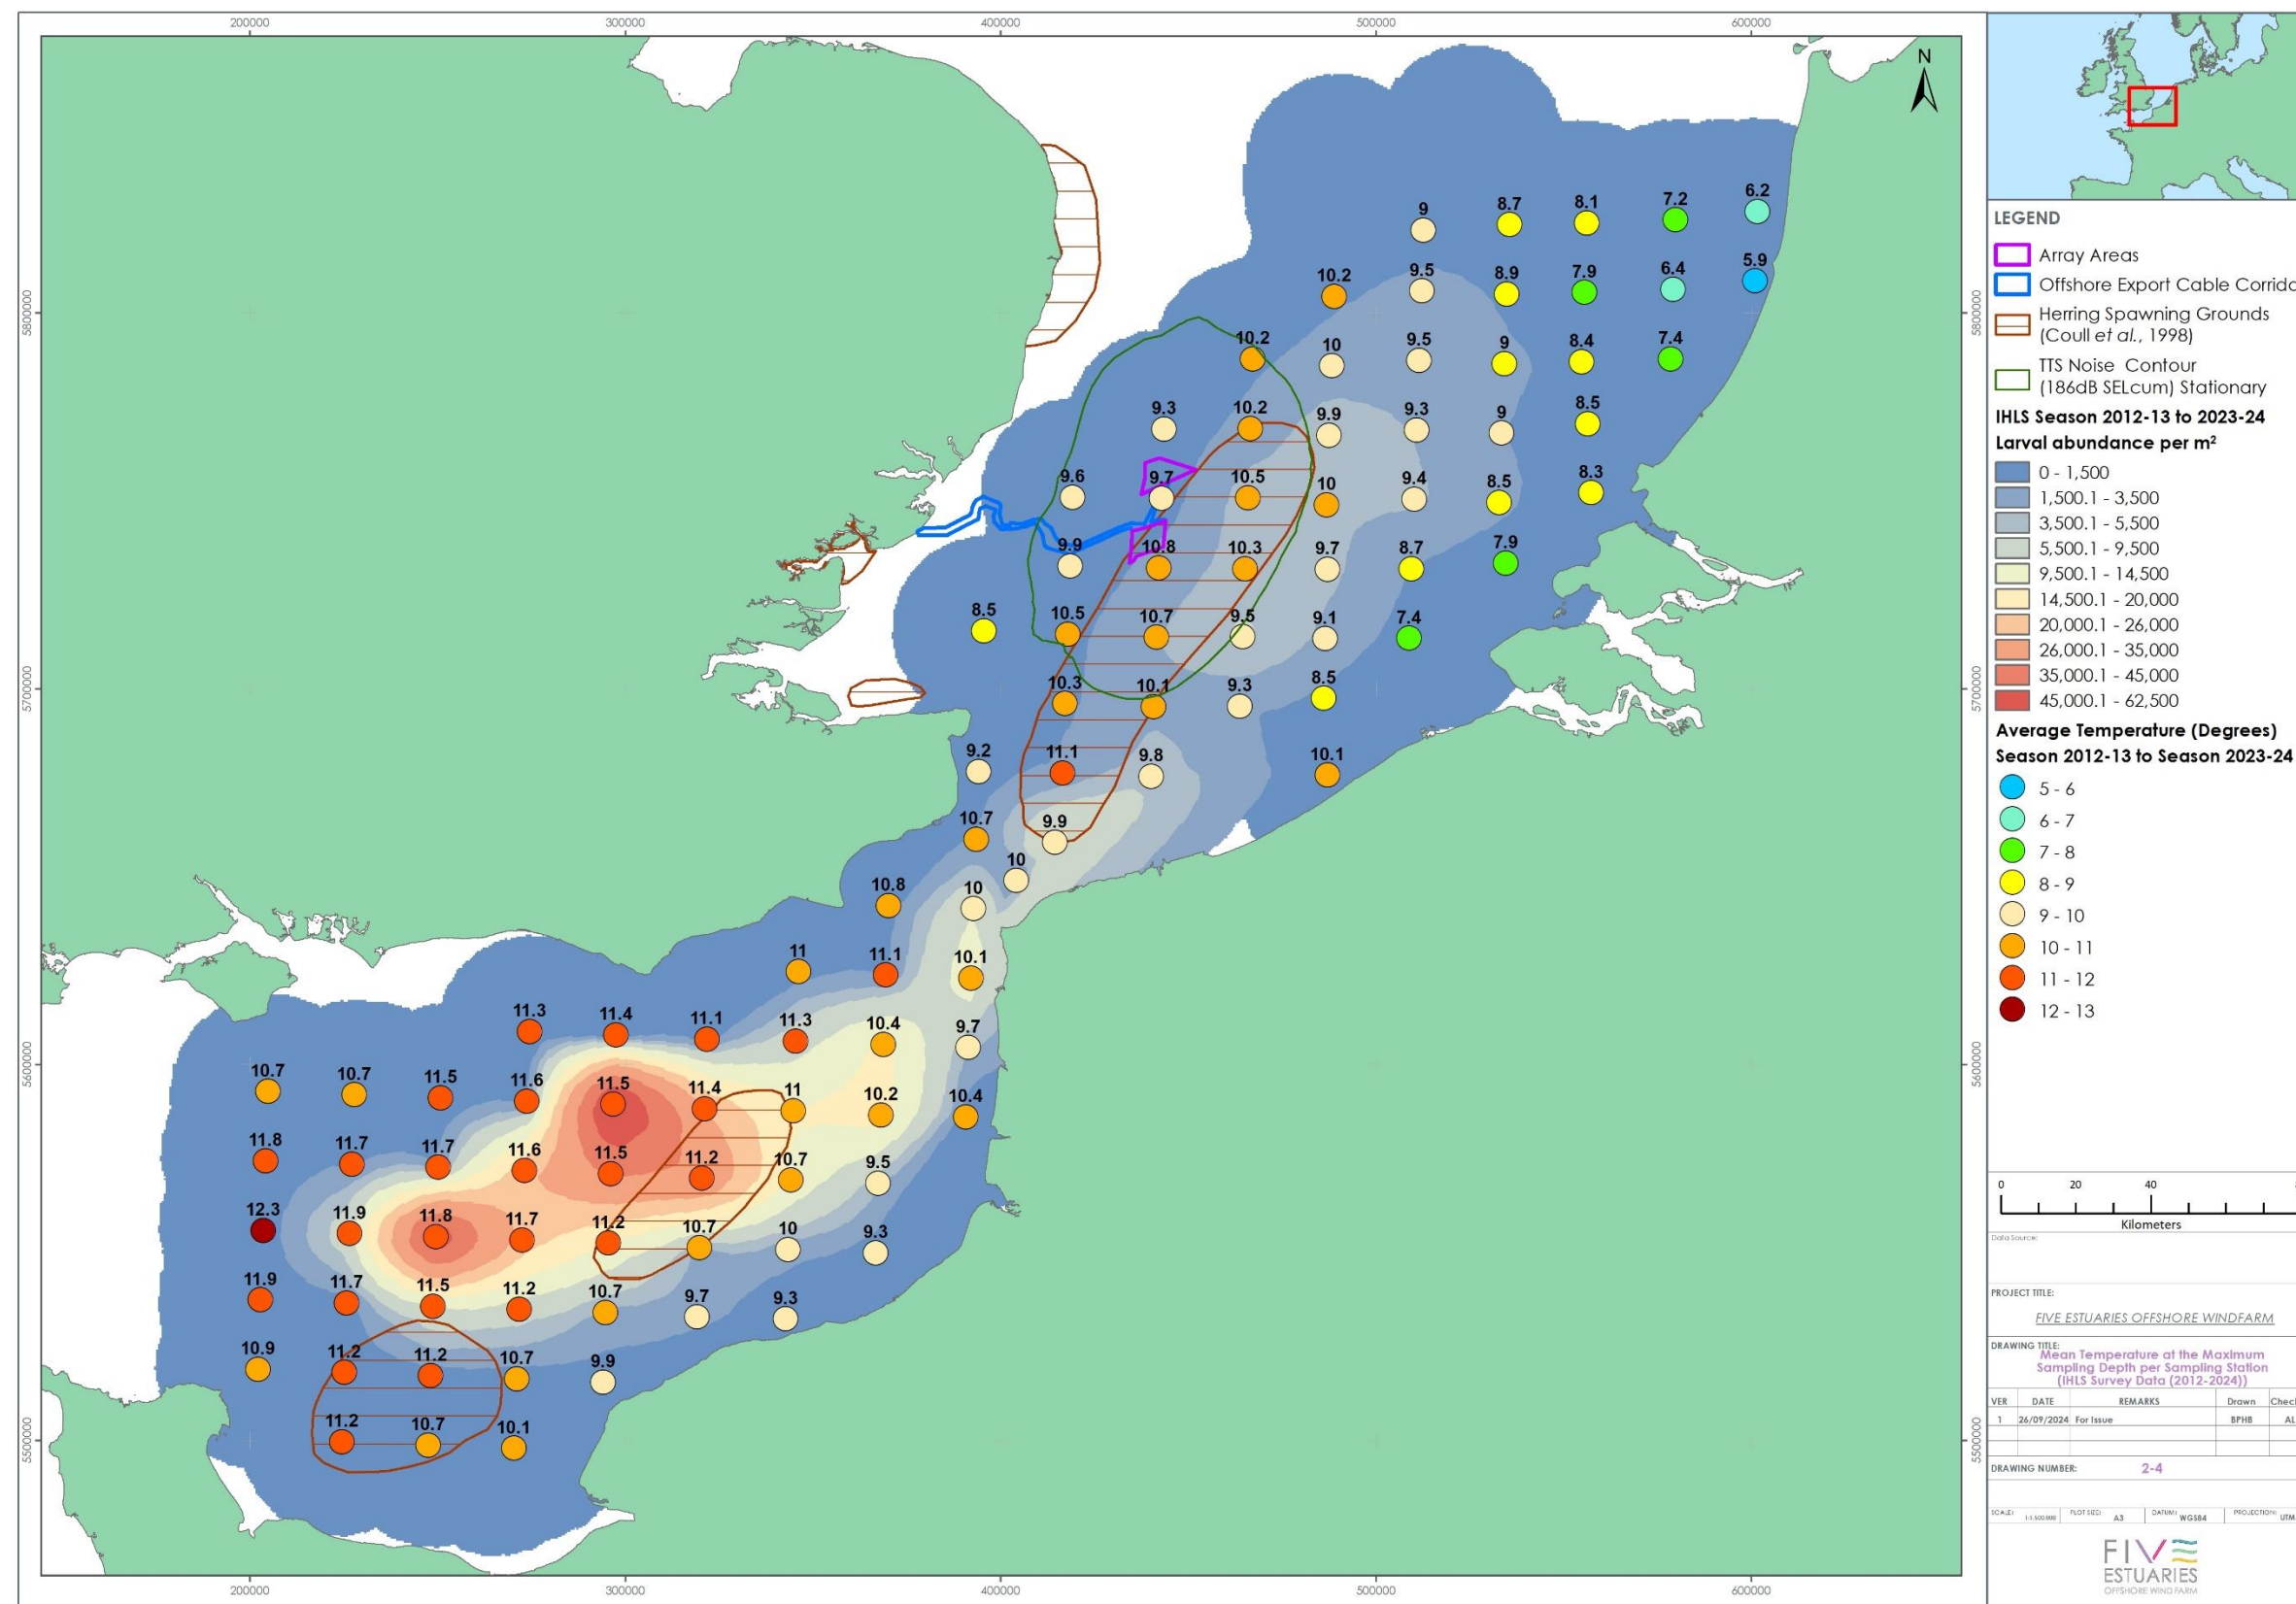 200000 300000 400000 500000 600000
N
6.2
7.2
8.1
8.7
9
5.9
6.4
7.9
8.9
9.5
10.2
10.2
10
9.5
9
8.4
7.4
9.3
10.2
9.9
9.3
9
8.5
9.6
9.7
10.5
10
9.4
8.5
8.3
9.9
10.8
10.3
9.7
8.7
7.9
8.5
10.5
10.7
9.5
9.1
7.4
10.3
10.1
9.3
8.5
9.2
11.1
9.8
10.1
10.7
9.9
10
10.8
10
11
11.1
10.1
11.3
11.4
11.1
11.3
10.4
9.7
10.7
10.7
11.5
11.6
11.5
11.4
11
10.2
10.4
11.8
11.7
11.7
11.6
11.5
11.2
10.7
9.5
12.3
11.9
11.8
11.7
11.2
10.7
10
9.3
11.9
11.7
11.5
11.2
10.7
9.7
9.3
10.9
11.2
11.2
10.7
9.9
11.2
10.7
10.1
5800000
5700000
5600000
5500000
5800000
5700000
5600000
5500000
200000 300000 400000 500000 600000
LEGEND
Array Areas
Offshore Export Cable Corrido
Herring Spawning Grounds
(Coull et al., 1998)
TTS Noise Contour
(186dB SELcum) Stationary
IHLS Season 2012-13 to 2023-24
Larval abundance per m²
0 - 1,500
1,500.1 - 3,500
3,500.1 - 5,500
5,500.1 - 9,500
9,500.1 - 14,500
14,500.1 - 20,000
20,000.1 - 26,000
26,000.1 - 35,000
35,000.1 - 45,000
45,000.1 - 62,500
Average Temperature (Degrees)
Season 2012-13 to Season 2023-24
5 - 6
6 - 7
7 - 8
8 - 9
9 - 10
10 - 11
11 - 12
12 - 13
0 20 40
Kilometers
Data Source:
PROJECT TITLE:
FIVE ESTUARIES OFFSHORE WINDFARM
DRAWING TITLE:
Mean Temperature at the Maximum
Sampling Depth per Sampling Station
(IHLS Survey Data (2012-2024))
VER DATE REMARKS Drawn Chec
1 26/09/2024 For Issue BPHB AL
DRAWING NUMBER: 2-4
SCALE: 1:1,500,000 PLOT SIZE: A3 DATUM: WGS84 PROJECTION: UTM
FIVE
ESTUARIES
OFFSHORE WIND FARM